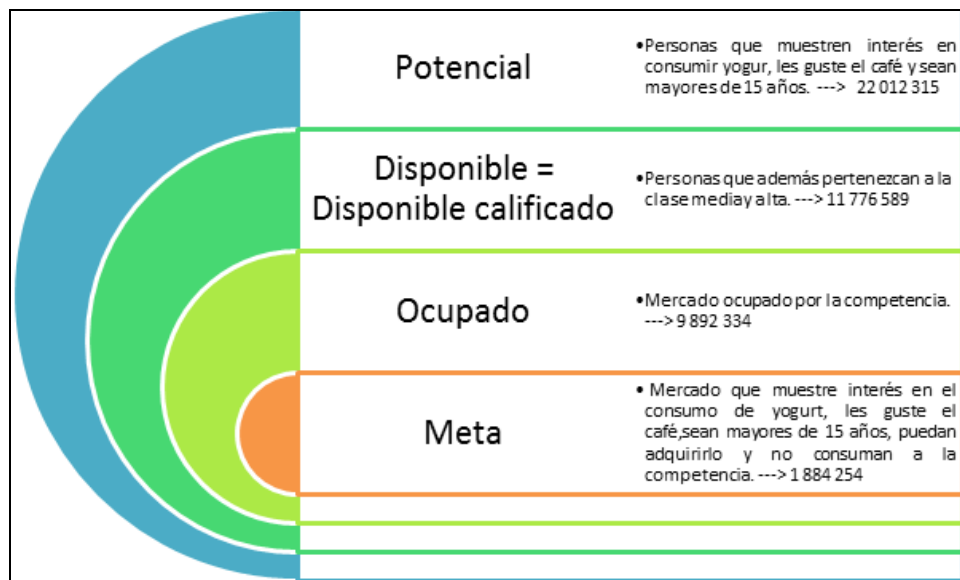 Potencial
•Personas que muestren interés en
consumir yogur, les guste el café y sean
mayores de 15 años. ---> 22 012 315
Disponible =
Disponible calificado
•Personas que además pertenezcan a la
clase mediay alta. ---> 11 776 589
Ocupado
•Mercado ocupado por la competencia.
---> 9 892 334
Meta
• Mercado que muestre interés en el
consumo de yogurt, les guste el
café,sean mayores de 15 años, puedan
adquirirlo y no consuman a la
competencia. ---> 1 884 254